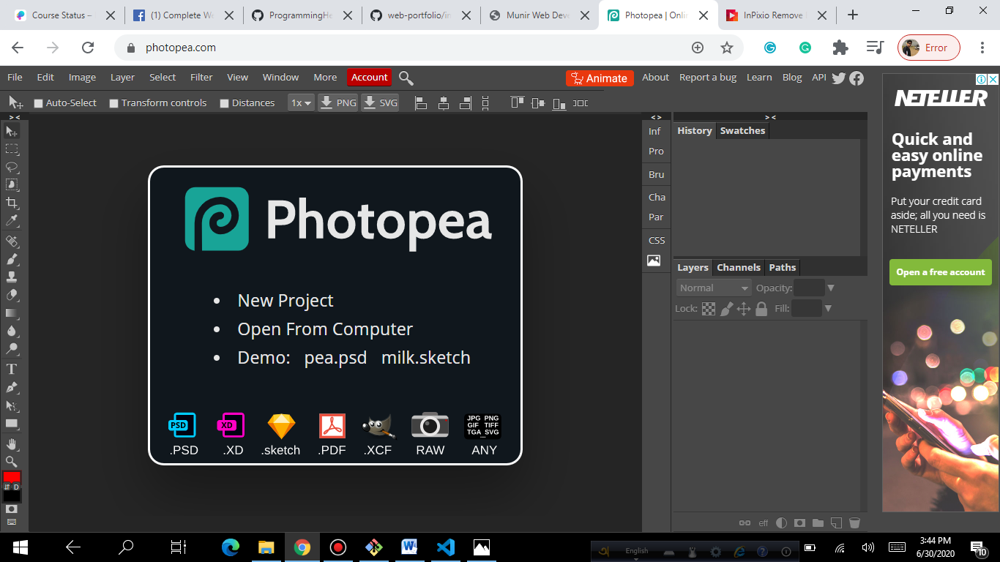 Course Status –
(1) Complete We
ProgrammingHe
web-portfolio/in
Munir Web Deve
Photopea | Onli
InPixio Remove
photopea.com
Error
File Edit Image Layer Select Filter View Window More Account Animate About Report a bug Learn Blog API
Auto-Select Transform controls Distances 1x PNG SVG
> < < > > <
Inf
Pro
Bru
Cha
Par
CSS
History Swatches
Layers Channels Paths
Normal Opacity:
Lock: Fill:
eff
Photopea
New Project
Open From Computer
Demo: pea.psd milk.sketch
PSD XD JPG PNG
GIF TIFF
TGA SVG
...
.PSD .XD .sketch .PDF .XCF RAW ANY
T
D
NETELLER
Quick and
easy online
payments
Put your credit card
aside; all you need is
NETELLER
Open a free account
English
3:44 PM
6/30/2020
10